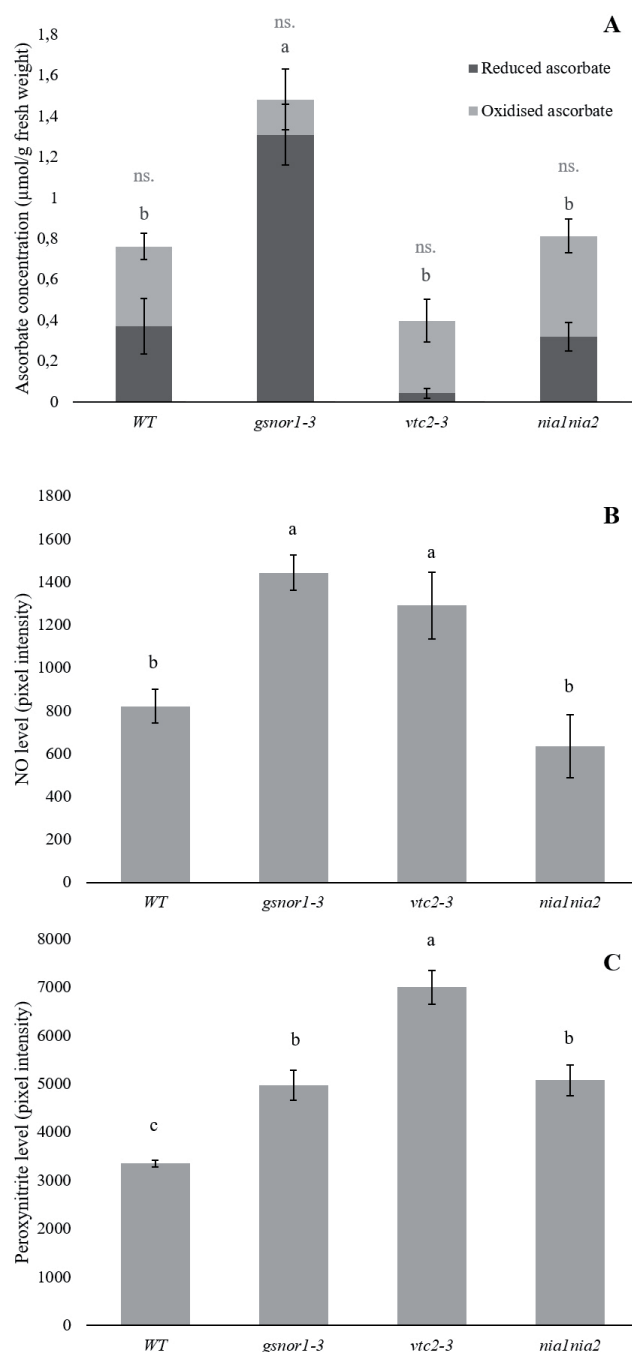 A
Ascorbate concentration (µmol/g fresh weight)
1,8
1,6
1,4
1,2
1
0,8
0,6
0,4
0,2
0
Reduced ascorbate
Oxidised ascorbate
ns.
b
ns.
a
ns.
b
ns.
b
WT
gsnor1-3
vtc2-3
nia1nia2
B
NO level (pixel intensity)
1800
1600
1400
1200
1000
800
600
400
200
0
b
a
a
b
WT
gsnor1-3
vtc2-3
nia1nia2
C
Peroxynitrite level (pixel intensity)
8000
7000
6000
5000
4000
3000
2000
1000
0
c
b
a
b
WT
gsnor1-3
vtc2-3
nia1nia2